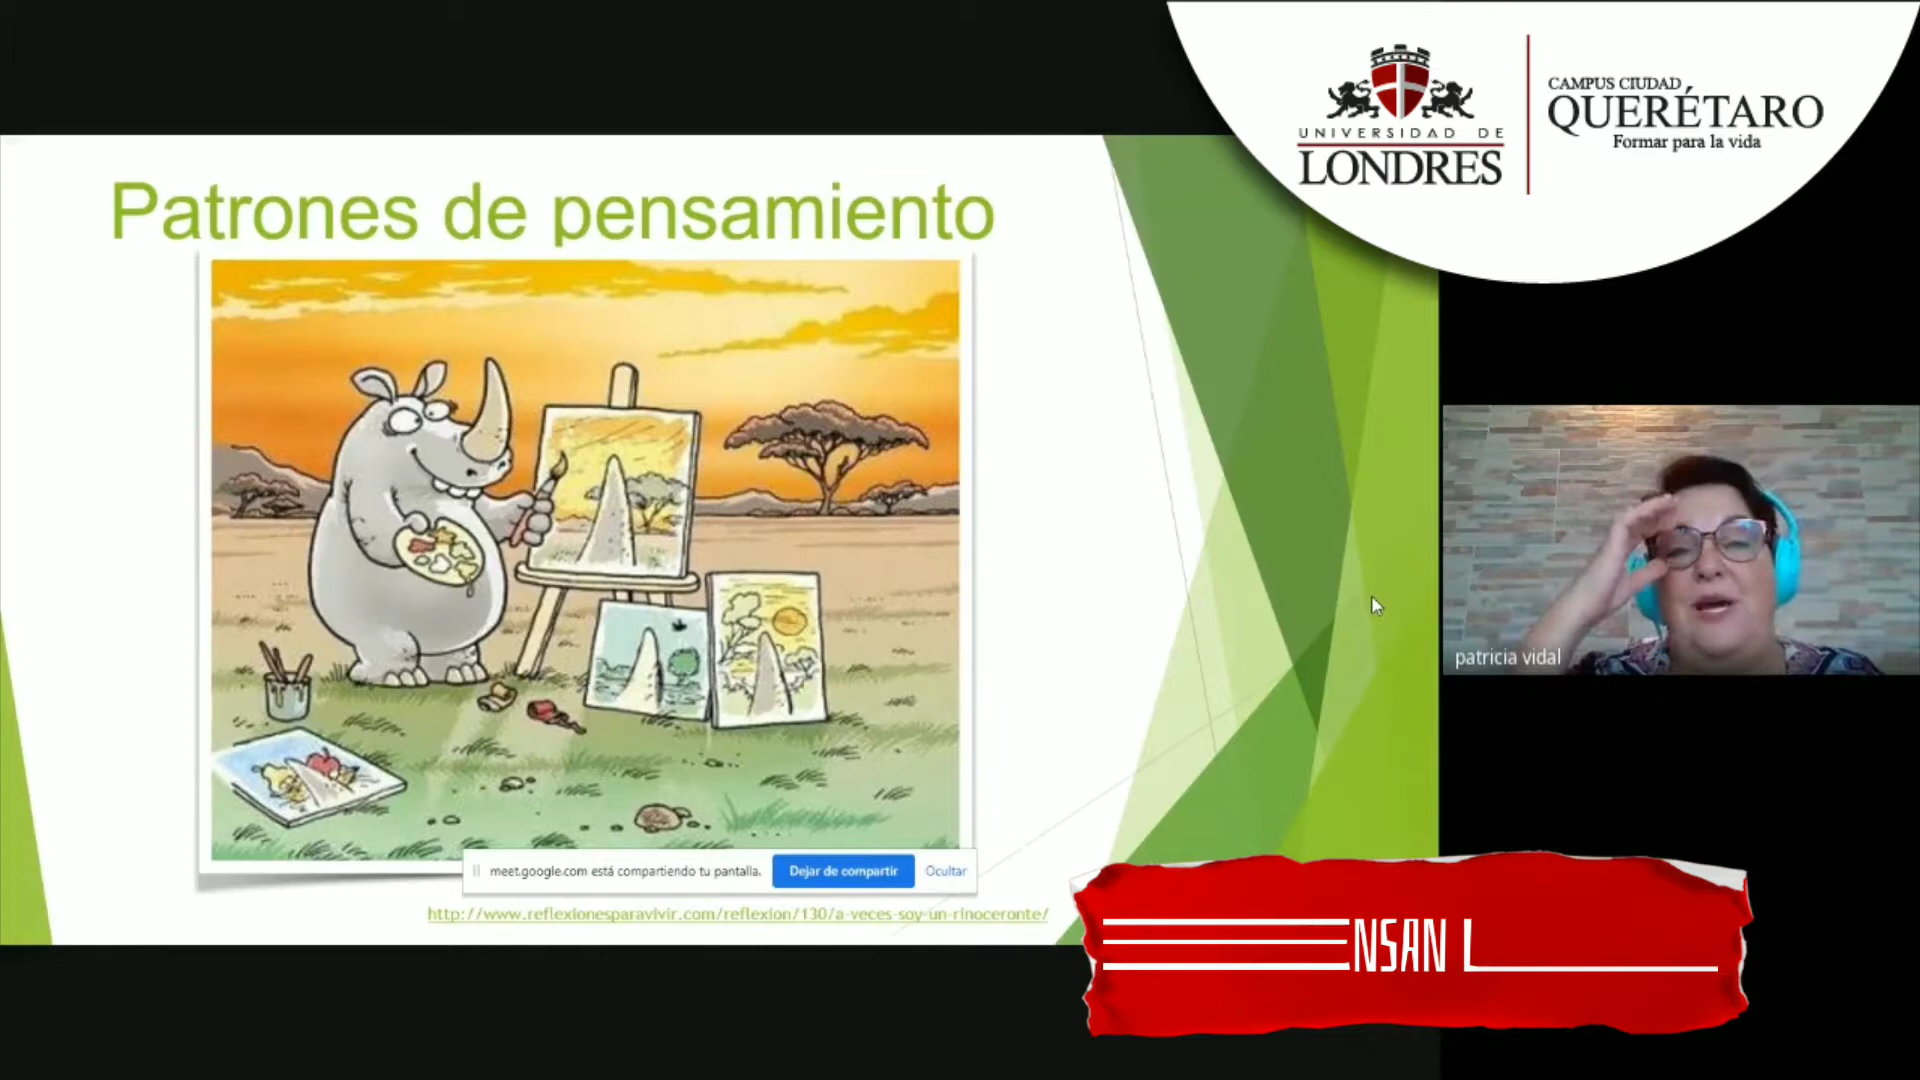 UNIVERSIDAD DE
LONDRES
CAMPUS CIUDAD
QUERÉTARO
Formar para la vida
Patrones de pensamiento
patricia vidal
meet.google.com está compartiendo tu pantalla.
Dejar de compartir
Ocultar
http://www.reflexionesparavivir.com/reflexion/130/a-veces-soy-un-rinoceronte/
NSAN L